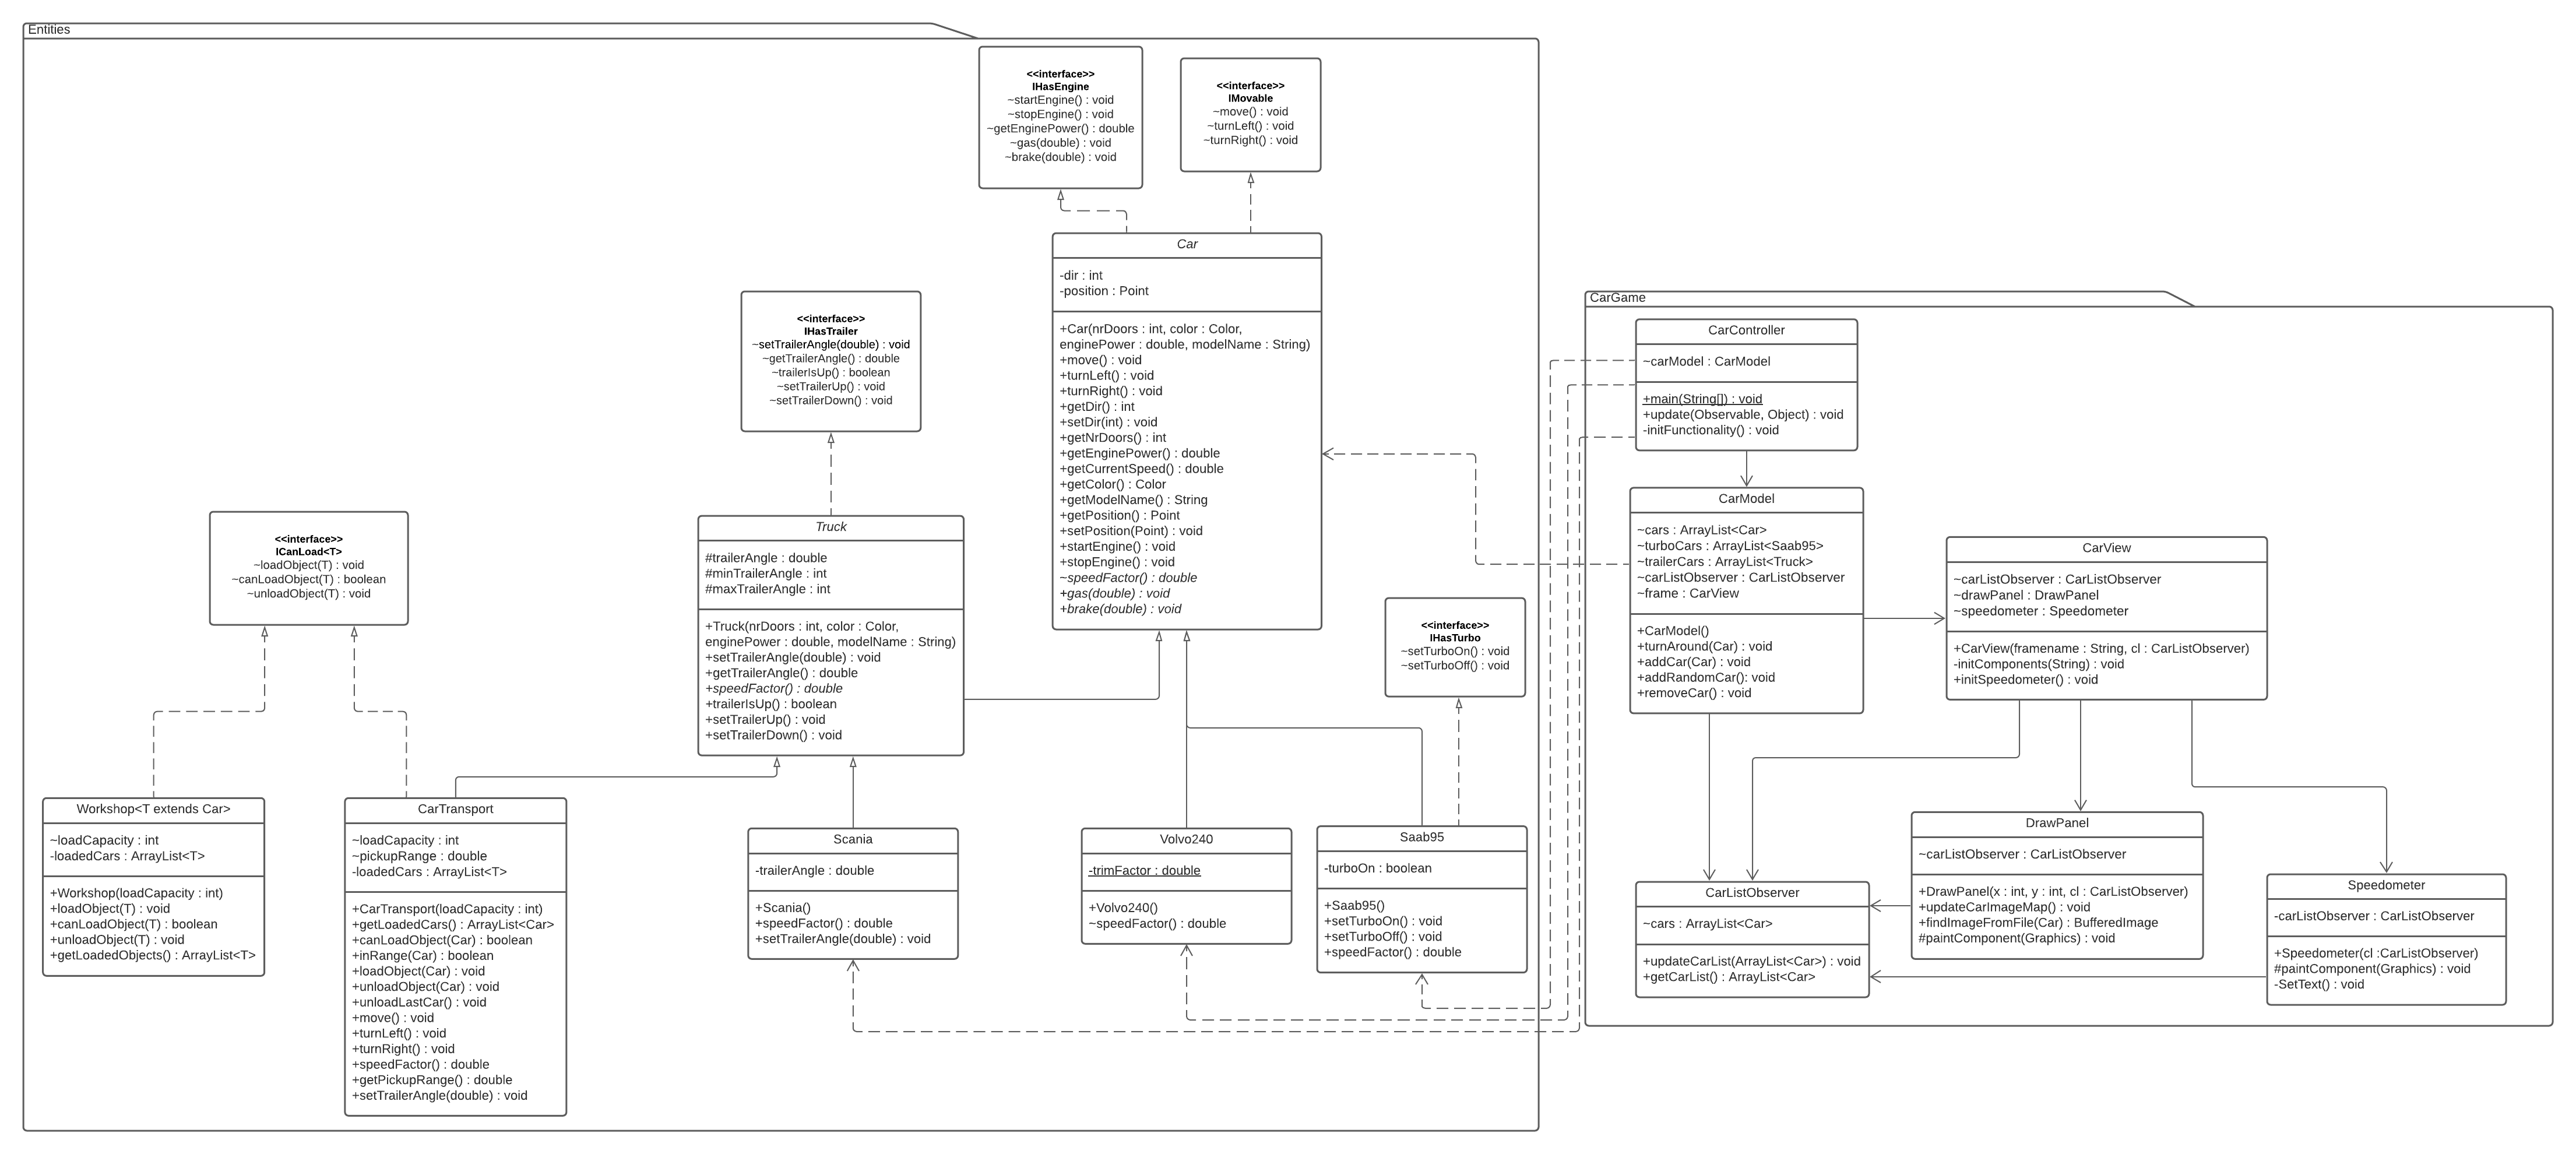 Entities
<<interface>>
IHasEngine
~startEngine() : void
~stopEngine() : void
~getEnginePower() : double
~gas(double) : void
~brake(double) : void
<<interface>>
IMovable
~move() : void
~turnLeft() : void
~turnRight() : void
Car
-dir : int
-position : Point
+Car(nrDoors : int, color : Color,
enginePower : double, modelName : String)
+move() : void
+turnLeft() : void
+turnRight() : void
+getDir() : int
+setDir(int) : void
+getNrDoors() : int
+getEnginePower() : double
+getCurrentSpeed() : double
+getColor() : Color
+getModelName() : String
+getPosition() : Point
+setPosition(Point) : void
+startEngine() : void
+stopEngine() : void
~speedFactor() : double
+gas(double) : void
+brake(double) : void
<<interface>>
IHasTrailer
~setTrailerAngle(double) : void
~getTrailerAngle() : double
~trailerIsUp() : boolean
~setTrailerUp() : void
~setTrailerDown() : void
<<interface>>
ICanLoad<T>
~loadObject(T) : void
~canLoadObject(T) : boolean
~unloadObject(T) : void
Truck
#trailerAngle : double
#minTrailerAngle : int
#maxTrailerAngle : int
+Truck(nrDoors : int, color : Color,
enginePower : double, modelName : String)
+setTrailerAngle(double) : void
+getTrailerAngle() : double
+speedFactor() : double
+trailerIsUp() : boolean
+setTrailerUp() : void
+setTrailerDown() : void
<<interface>>
IHasTurbo
~setTurboOn() : void
~setTurboOff() : void
Workshop<T extends Car>
~loadCapacity : int
-loadedCars : ArrayList<T>
+Workshop(loadCapacity : int)
+loadObject(T) : void
+canLoadObject(T) : boolean
+unloadObject(T) : void
+getLoadedObjects() : ArrayList<T>
CarTransport
~loadCapacity : int
~pickupRange : double
-loadedCars : ArrayList<T>
+CarTransport(loadCapacity : int)
+getLoadedCars() : ArrayList<Car>
+canLoadObject(Car) : boolean
+inRange(Car) : boolean
+loadObject(Car) : void
+unloadObject(Car) : void
+unloadLastCar() : void
+move() : void
+turnLeft() : void
+turnRight() : void
+speedFactor() : double
+getPickupRange() : double
+setTrailerAngle(double) : void
Scania
-trailerAngle : double
+Scania()
+speedFactor() : double
+setTrailerAngle(double) : void
Volvo240
-trimFactor : double
+Volvo240()
~speedFactor() : double
Saab95
-turboOn : boolean
+Saab95()
+setTurboOn() : void
+setTurboOff() : void
+speedFactor() : double
CarGame
CarController
~carModel : CarModel
+main(String[]) : void
+update(Observable, Object) : void
-initFunctionality() : void
CarModel
~cars : ArrayList<Car>
~turboCars : ArrayList<Saab95>
~trailerCars : ArrayList<Truck>
~carListObserver : CarListObserver
~frame : CarView
+CarModel()
+turnAround(Car) : void
+addCar(Car) : void
+addRandomCar(): void
+removeCar() : void
CarView
~carListObserver : CarListObserver
~drawPanel : DrawPanel
~speedometer : Speedometer
+CarView(framename : String, cl : CarListObserver)
-initComponents(String) : void
+initSpeedometer() : void
CarListObserver
~cars : ArrayList<Car>
+updateCarList(ArrayList<Car>) : void
+getCarList() : ArrayList<Car>
DrawPanel
~carListObserver : CarListObserver
+DrawPanel(x : int, y : int, cl : CarListObserver)
+updateCarImageMap() : void
+findImageFromFile(Car) : BufferedImage
#paintComponent(Graphics) : void
Speedometer
-carListObserver : CarListObserver
+Speedometer(cl :CarListObserver)
#paintComponent(Graphics) : void
-SetText() : void